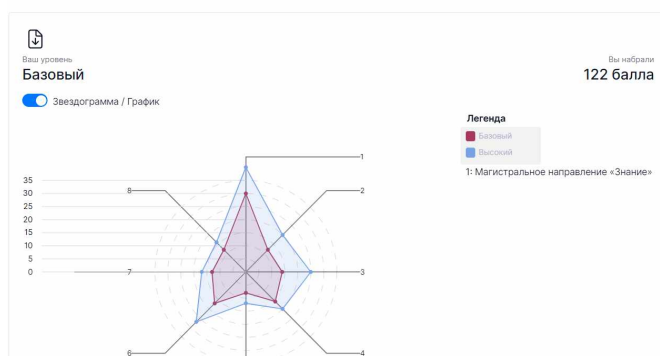 Ваш уровень
Базовый
Вы набрали
122 балла
Звездограмма / График
Легенда
Базовый
Высокий
1: Магистральное направление «Знание»
1
2
3
4
6
7
8
35
30
25
20
15
10
5
0